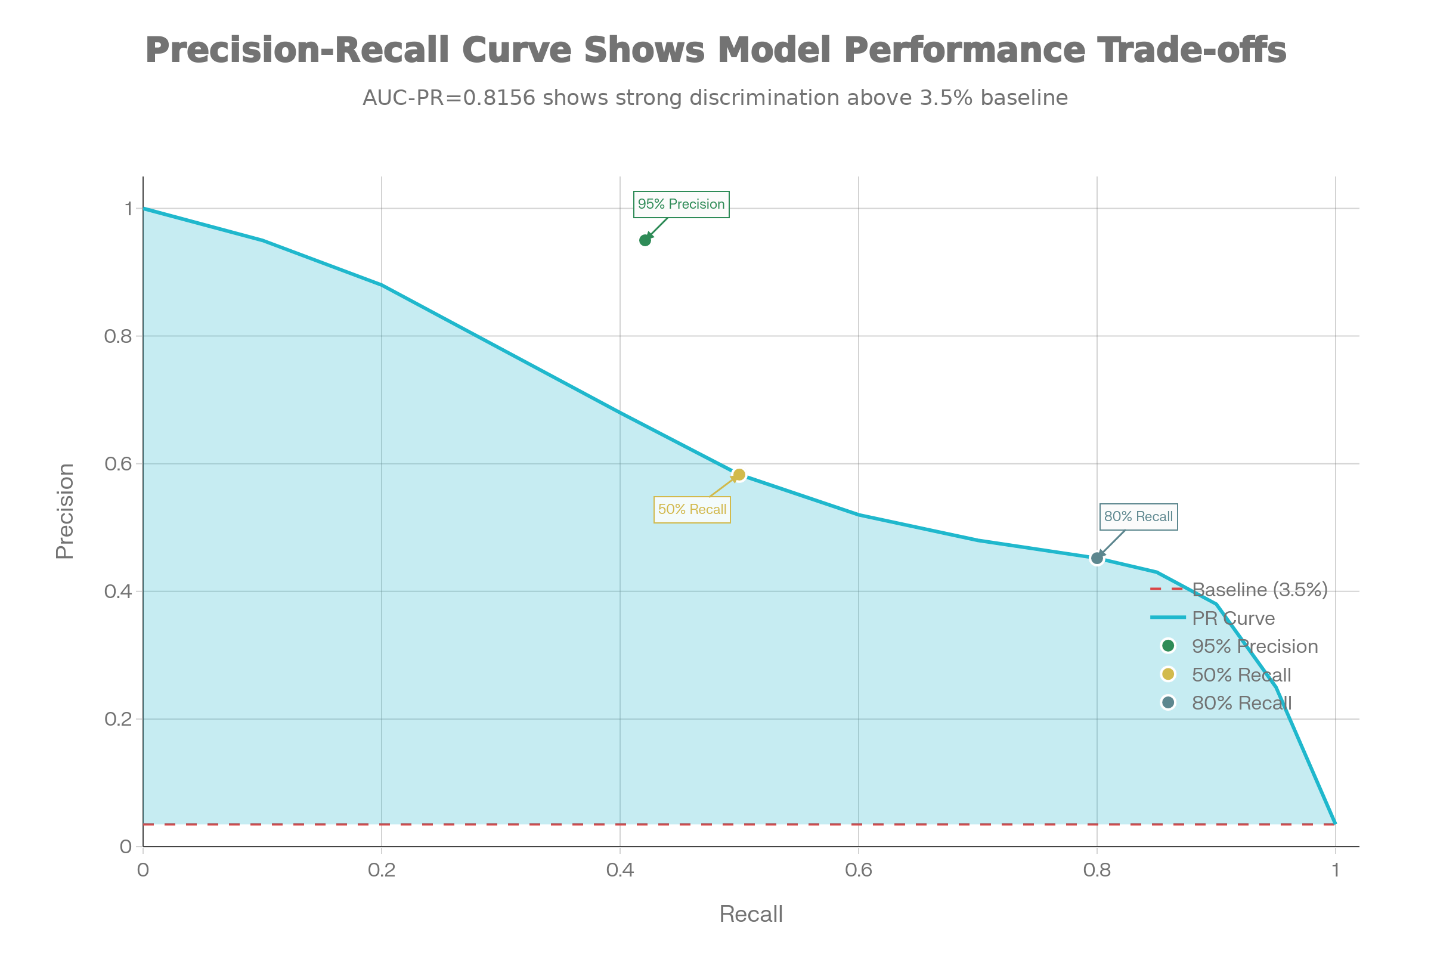 Precision-Recall Curve Shows Model Performance Trade-offs
AUC-PR=0.8156 shows strong discrimination above 3.5% baseline
1
0.8
0.6
0.4
0.2
0
Precision
95% Precision
50% Recall
80% Recall
Baseline (3.5%)
PR Curve
95% Precision
50% Recall
80% Recall
0
0.2
0.4
0.6
0.8
1
Recall